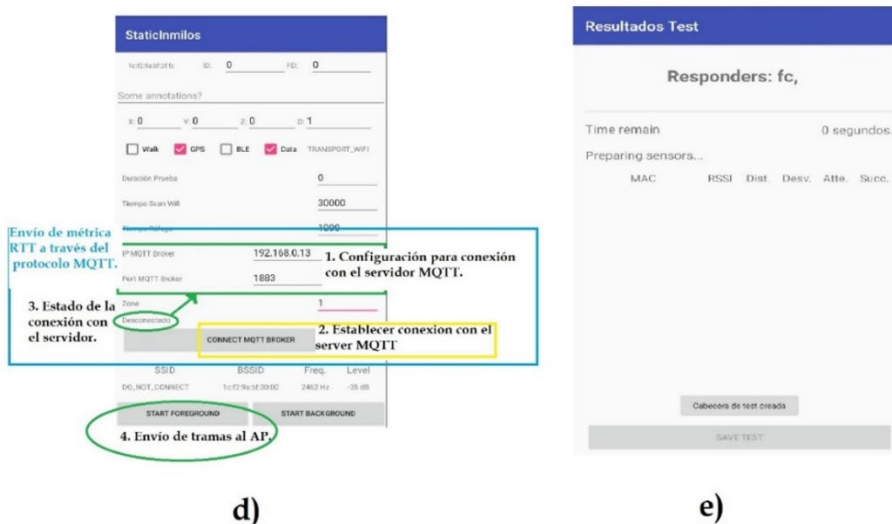 StaticInmilos
ID: 0 FD: 0
Some annotations?
X: 0 Y: 0 Z: 0 D: 1
Walk GPS BLE Data TRANSPORT_WIFI
Duración Prueba 0
Tiempo Scan Wifi 30000
Tiempo Ráfaga 1000
Envío de métrica
RTT a través del
protocolo MQTT.
IP MQTT Broker 192.168.0.13
Port MQTT Broker 1883
1. Configuración para conexión
con el servidor MQTT.
Zone 1
Desconectado
3. Estado de la
conexión con
el servidor.
CONNECT MQTT BROKER
2. Establecer conexion con el
server MQTT
SSID BSSID Freq. Level
DO_NOT_CONNECT 2462 Hz -35 dB
START FOREGROUND START BACKGROUND
4. Envío de tramas al AP.
d)
Resultados Test
Responders: fc,
Time remain 0 segundos.
Preparing sensors...
MAC RSSI Dist. Desv. Atte. Succ.
Cabecera de test creada
SAVE TEST
e)